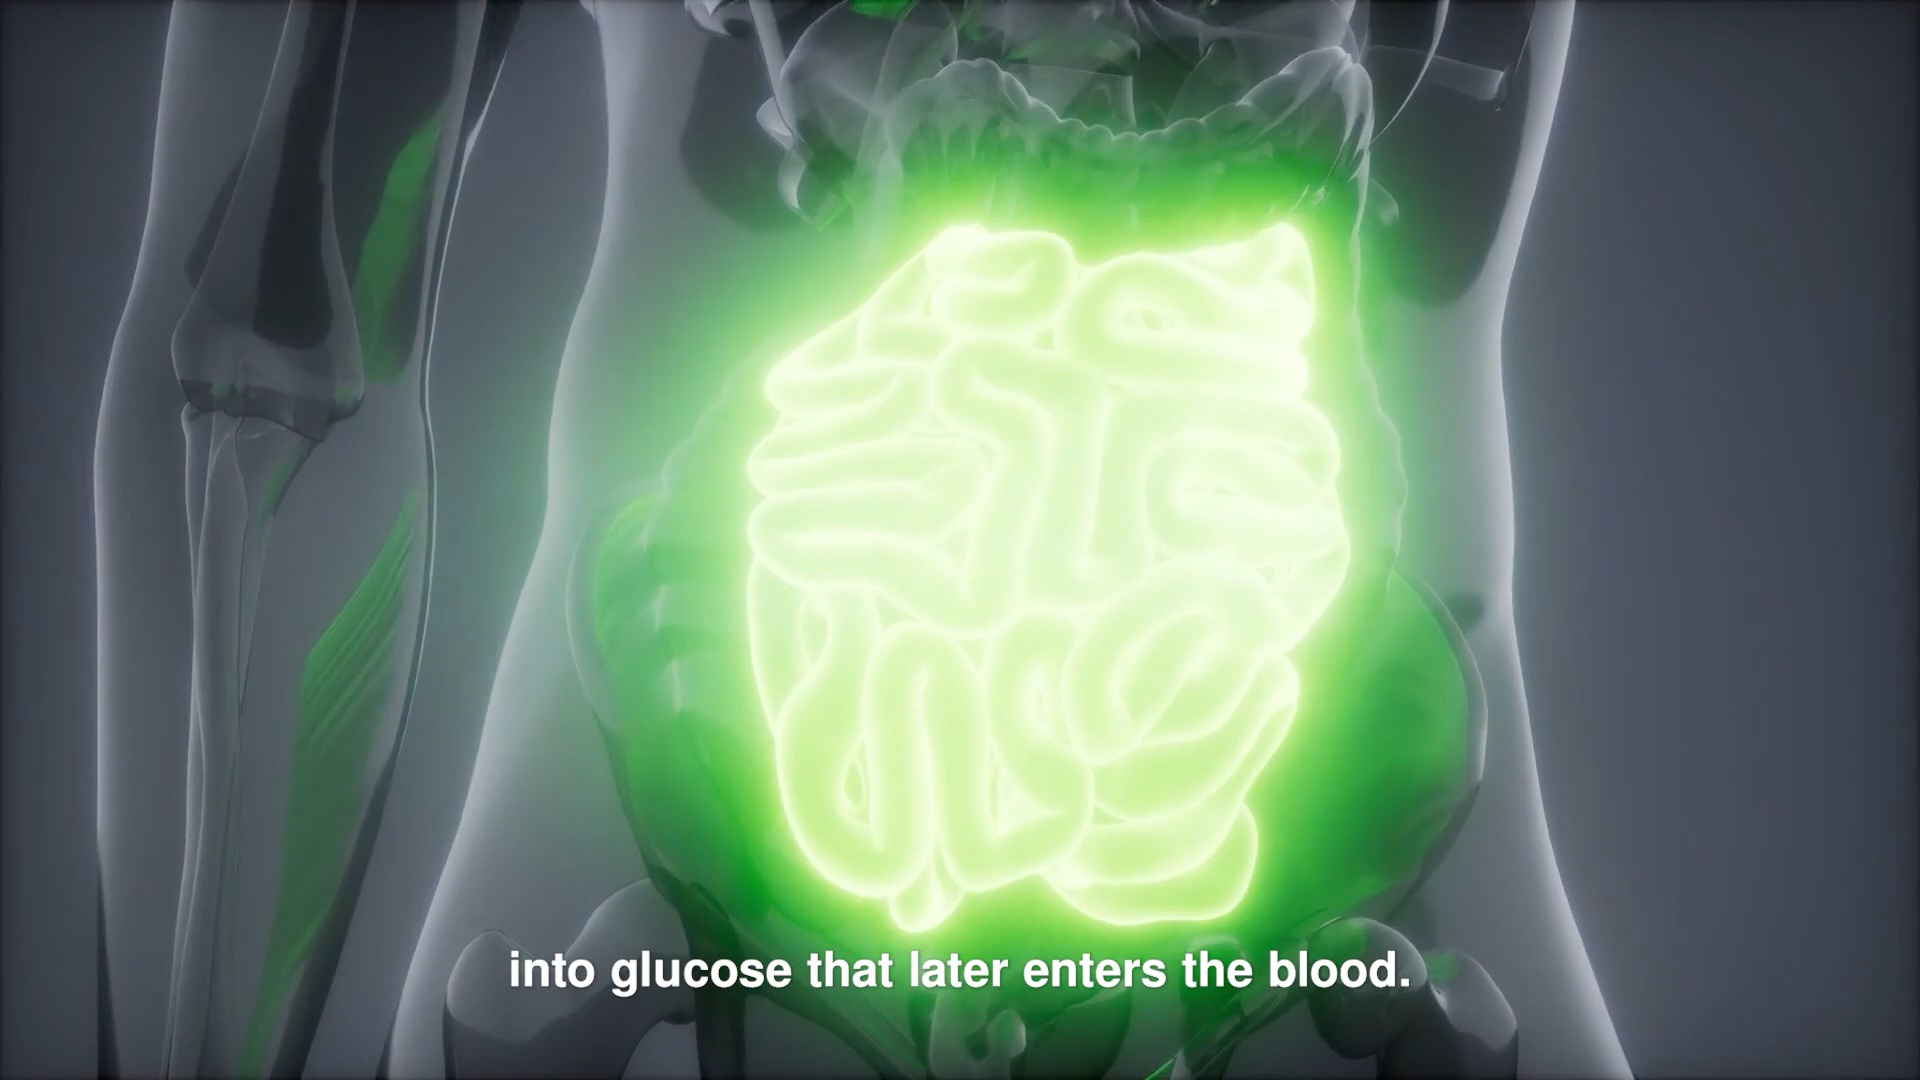 into glucose that later enters the blood.